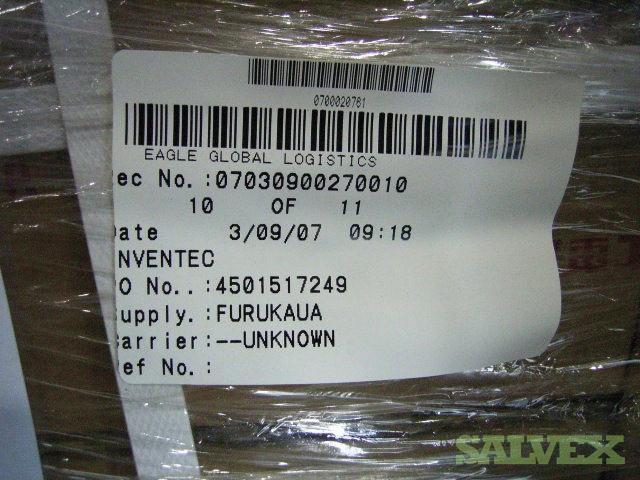 0700020761
EAGLE GLOBAL LOGISTICS
ec No.:07030900270010
10 OF 11
ate 3/09/07 09:18
NVENTEC
O No..:4501517249
upply.:FURUKAUA
arrier:--UNKNOWN
ef No.:
SALVEX